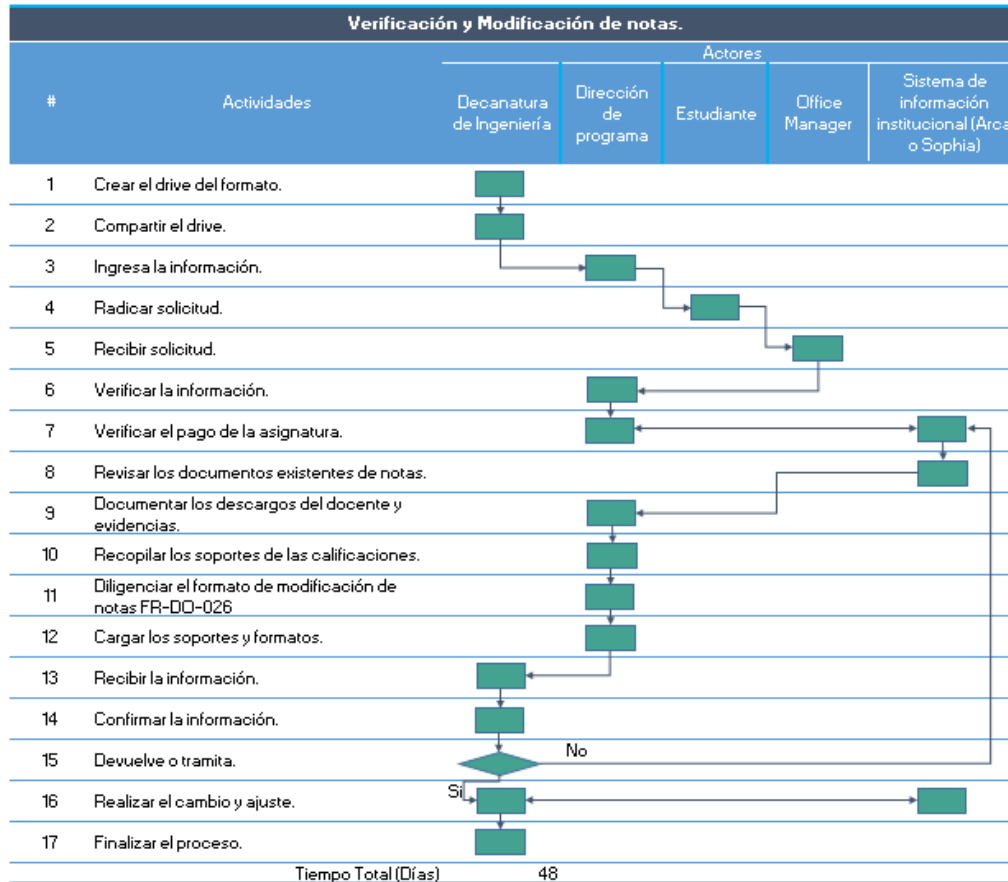 Verificación y Modificación de notas.
Actores
# Actividades Decanatura de Ingeniería Dirección de programa Estudiante Office Manager Sistema de información institucional (Arca o Sophia)
1 Crear el drive del formato.
2 Compartir el drive.
3 Ingresa la información.
4 Radicar solicitud.
5 Recibir solicitud.
6 Verificar la información.
7 Verificar el pago de la asignatura.
8 Revisar los documentos existentes de notas.
9 Documentar los descargos del docente y
evidencias.
10 Recopilar los soportes de las calificaciones.
11 Diligenciar el formato de modificación de
notas FR-DO-026
12 Cargar los soportes y formatos.
13 Recibir la información.
14 Confirmar la información.
15 Devuelve o tramita. No
16 Realizar el cambio y ajuste. Si
17 Finalizar el proceso.
Tiempo Total (Días) 48